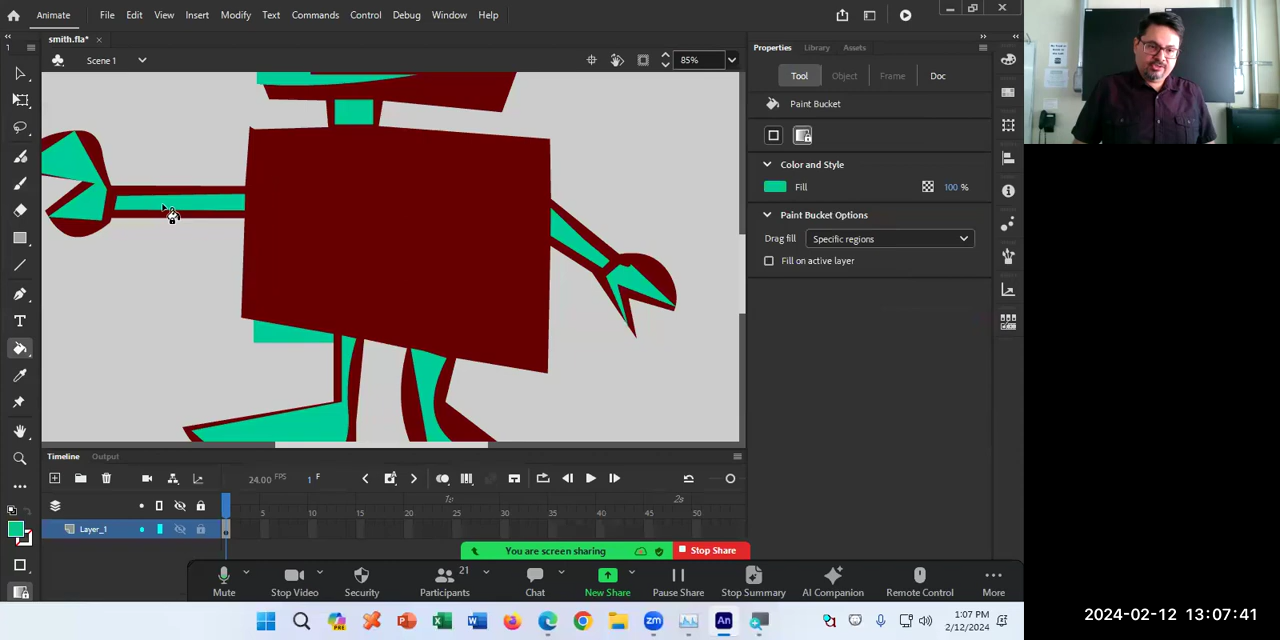 Animate
File
Edit
View
Insert
Modify
Text
Commands
Control
Debug
Window
Help
smith.fla*
Scene 1
85%
1
Properties
Library
Assets
Tool
Object
Frame
Doc
Paint Bucket
Color and Style
Fill
100 %
Paint Bucket Options
Drag fill
Specific regions
Fill on active layer
Timeline
Output
24.00 FPS
1 F
1s
2s
5
10
15
20
25
30
35
40
45
50
Layer_1
You are screen sharing
Stop Share
21
Mute
Stop Video
Security
Participants
Chat
New Share
Pause Share
Stop Summary
AI Companion
Remote Control
More
1:07 PM
2/12/2024
2024-02-12 13:07:41